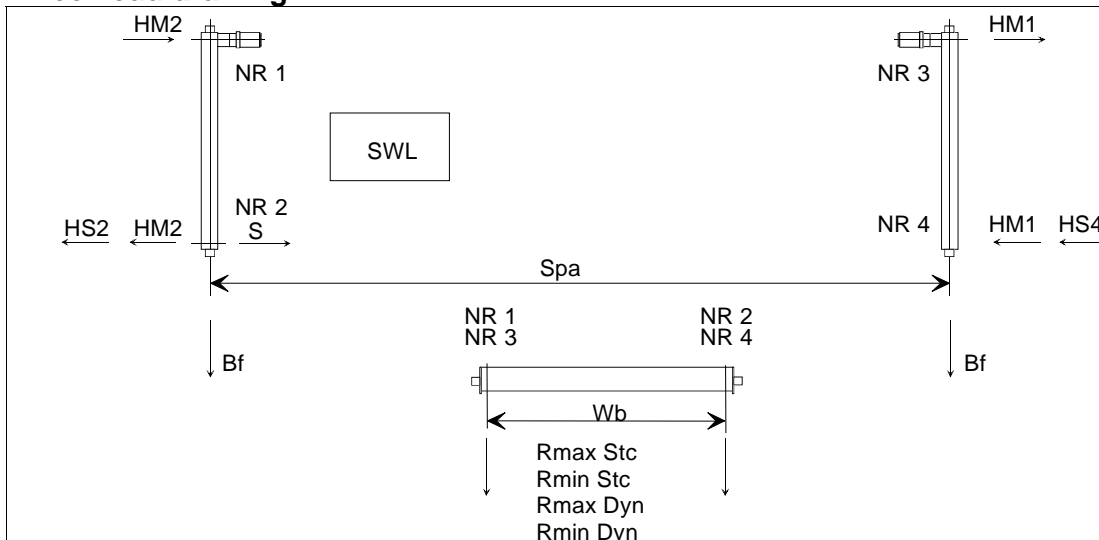 HM2
HM1
NR 1
NR 3
SWL
NR 2
NR 4
HS2
HM2
S
HM1
HS4
Spa
NR 1
NR 2
NR 3
NR 4
Bf
Bf
Wb
Rmax Stc
Rmin Stc
Rmax Dyn
Rmin Dyn